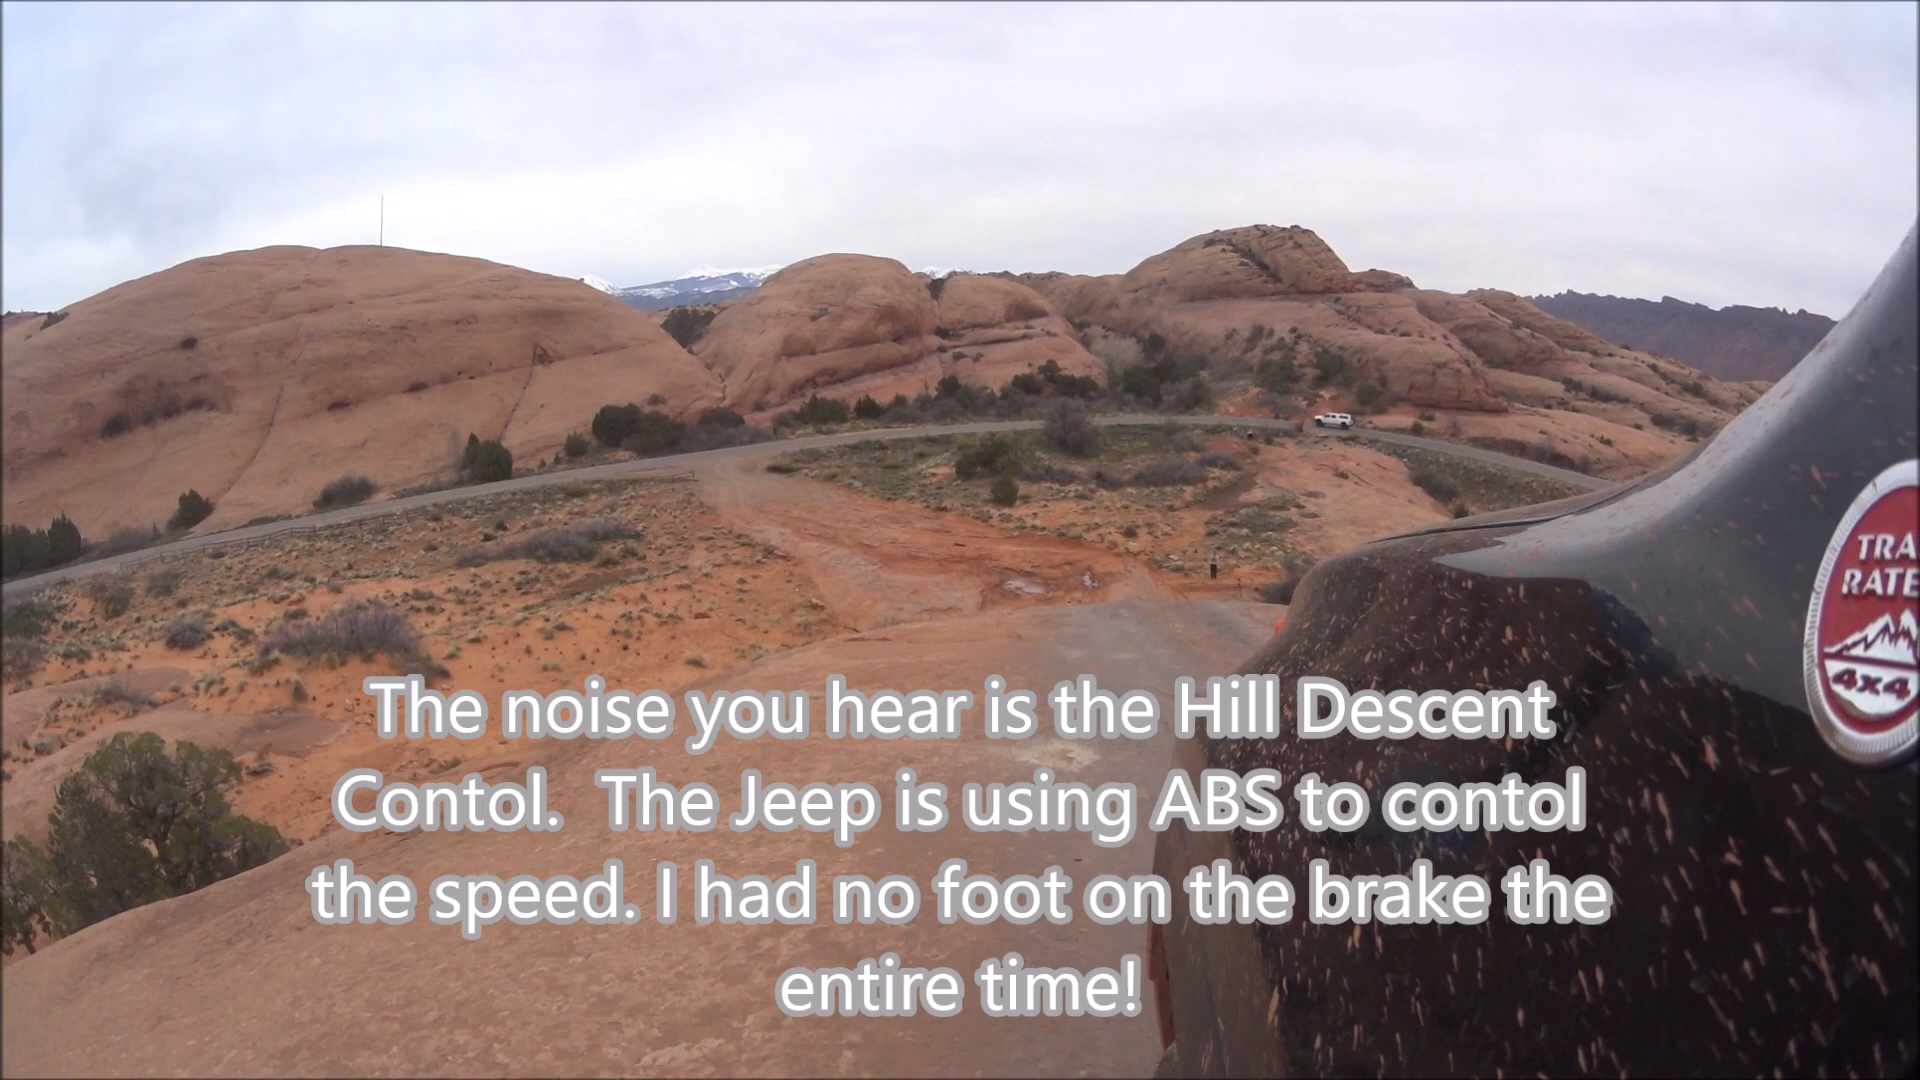 TRA
RATE
4x4
The noise you hear is the Hill Descent
Contol.  The Jeep is using ABS to contol
the speed. I had no foot on the brake the
entire time!